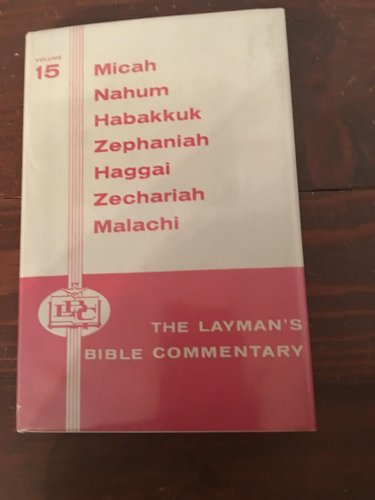 VOLUME
15
Micah
Nahum
Habakkuk
Zephaniah
Haggai
Zechariah
Malachi
LBC
THE LAYMAN'S
BIBLE COMMENTARY